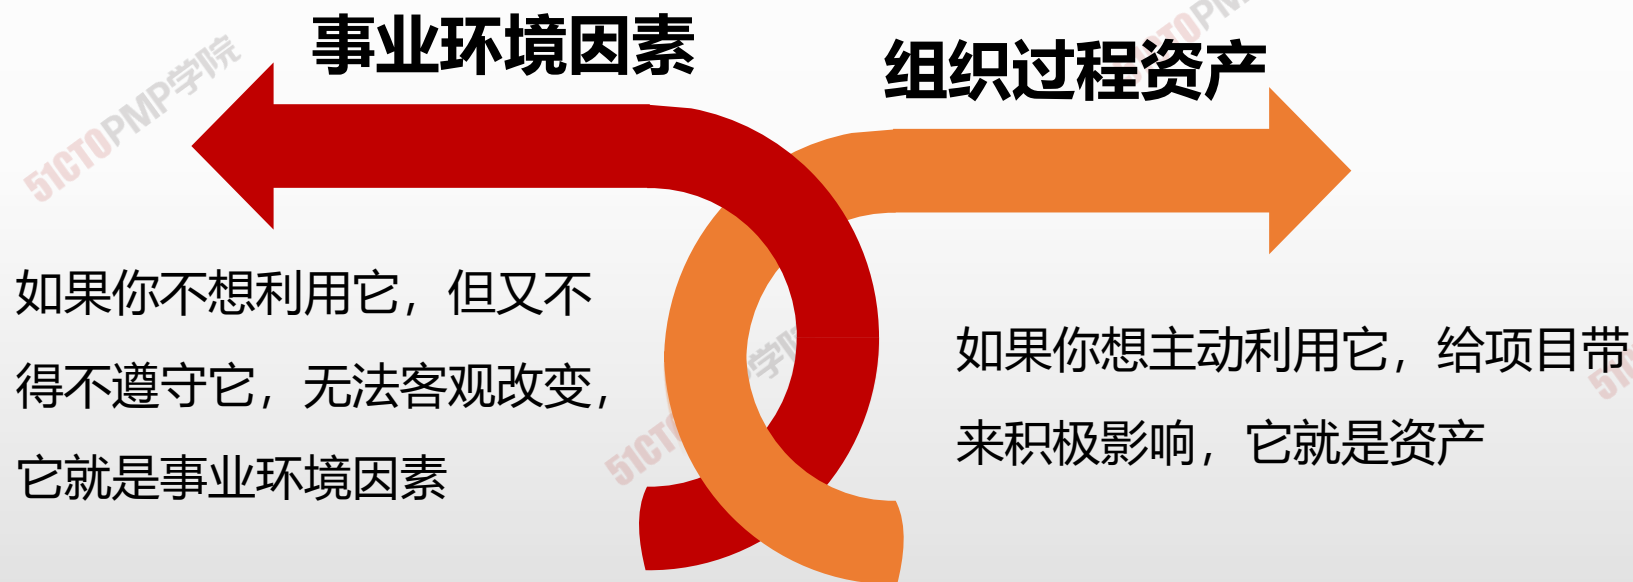 事业环境因素
组织过程资产
51CTOPMP学院
如果你不想利用它，但又不
得不遵守它，无法客观改变，
它就是事业环境因素
如果你想主动利用它，给项目带
来积极影响，它就是资产